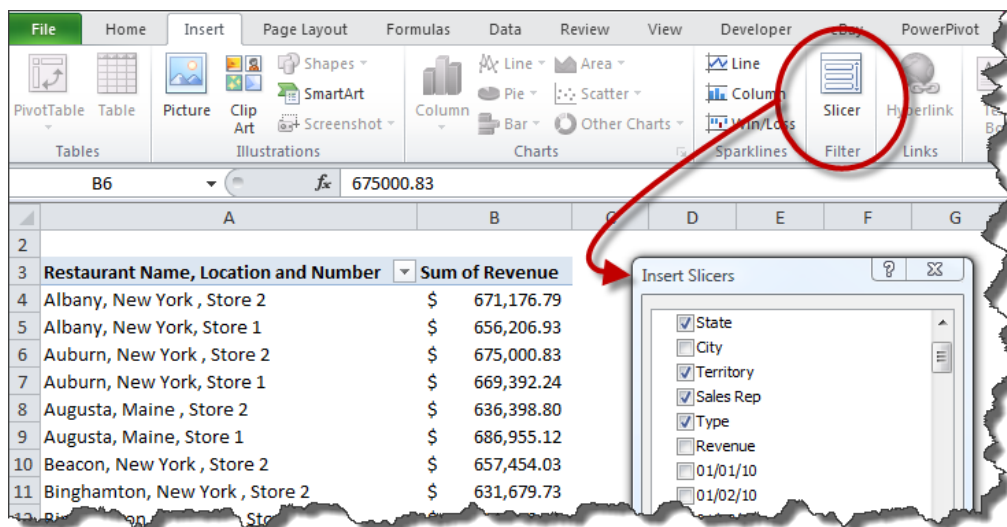 File Home Insert Page Layout Formulas Data Review View Developer eBay PowerPivot
PivotTable Table Picture Clip Art Shapes SmartArt Screenshot Column Line Pie Bar Area Scatter Other Charts Line Column Win/Loss Slicer Hyperlink
Tables Illustrations Charts Sparklines Filter Links
B6 fx 675000.83
A B C D E F G
2
3 Restaurant Name, Location and Number Sum of Revenue
4 Albany, New York , Store 2 $ 671,176.79
5 Albany, New York, Store 1 $ 656,206.93
6 Auburn, New York , Store 2 $ 675,000.83
7 Auburn, New York, Store 1 $ 669,392.24
8 Augusta, Maine , Store 2 $ 636,398.80
9 Augusta, Maine, Store 1 $ 686,955.12
10 Beacon, New York , Store 2 $ 657,454.03
11 Binghamton, New York , Store 2 $ 631,679.73
Insert Slicers
State
City
Territory
Sales Rep
Type
Revenue
01/01/10
01/02/10